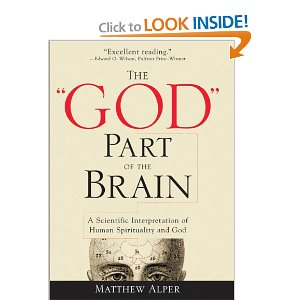 Click to LOOK INSIDE!
"Excellent reading."
—Edward O. Wilson, Pulitzer Prize-Winner
THE
"GOD"
PART
OF THE
BRAIN
A Scientific Interpretation of
Human Spirituality and God
MATTHEW ALPER